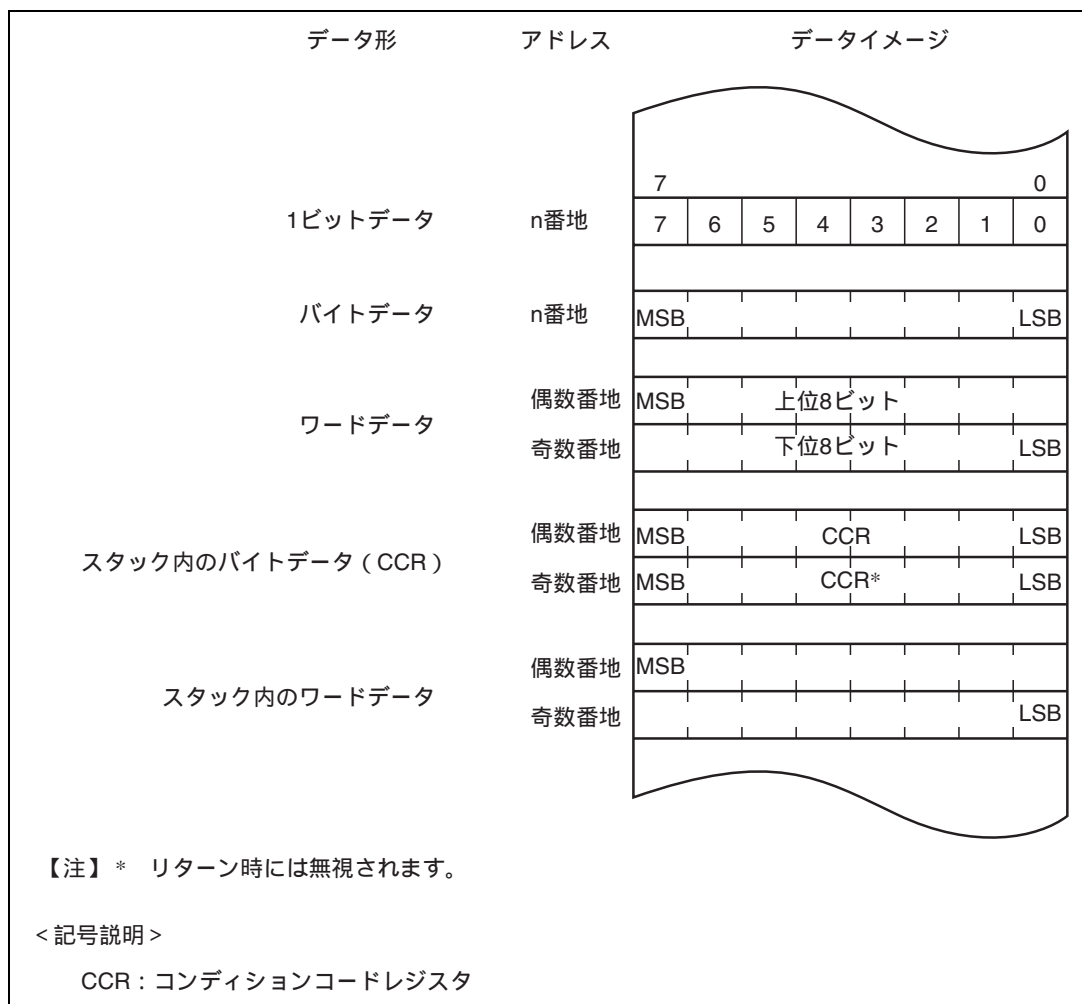 データ形 アドレス データイメージ
7 0
1ビットデータ n番地 7 6 5 4 3 2 1 0
バイトデータ n番地 MSB LSB
ワードデータ
偶数番地 MSB 上位8ビット
奇数番地 下位8ビット LSB
スタック内のバイトデータ(CCR)
偶数番地 MSB CCR LSB
奇数番地 MSB CCR* LSB
スタック内のワードデータ
偶数番地 MSB
奇数番地 LSB
【注】* リターン時には無視されます。
<記号説明>
CCR:コンディションコードレジスタ